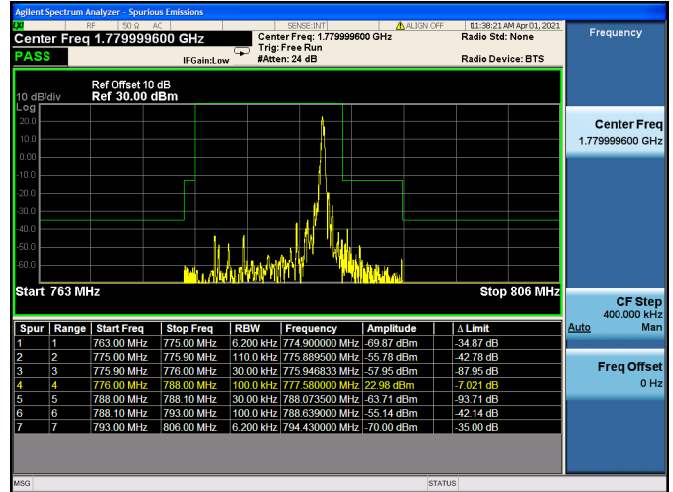 Agilent Spectrum Analyzer - Spurious Emissions
LXI RF 50 Ω AC SENSE:INT ALIGN OFF 01:38:21 AM Apr 01, 2021
Center Freq 1.779999600 GHz
Center Freq: 1.779999600 GHz
Radio Std: None
Trig: Free Run
PASS
IFGain:Low
#Atten: 24 dB
Radio Device: BTS
Ref Offset 10 dB
10 dB/div Ref 30.00 dBm
Log
20.0
10.0
0.00
-10.0
-20.0
-30.0
-40.0
-50.0
-60.0
Start 763 MHz
Stop 806 MHz
Spur Range Start Freq Stop Freq RBW Frequency Amplitude Δ Limit
1 1 763.00 MHz 775.00 MHz 6.200 kHz 774.900000 MHz -69.87 dBm -34.87 dB
2 2 775.00 MHz 775.90 MHz 110.0 kHz 775.889500 MHz -55.78 dBm -42.78 dB
3 3 775.90 MHz 776.00 MHz 30.00 kHz 775.946833 MHz -57.95 dBm -87.95 dB
4 4 776.00 MHz 788.00 MHz 100.0 kHz 777.580000 MHz 22.98 dBm -7.021 dB
5 5 788.00 MHz 788.10 MHz 30.00 kHz 788.073500 MHz -63.71 dBm -93.71 dB
6 6 788.10 MHz 793.00 MHz 100.0 kHz 788.639000 MHz -55.14 dBm -42.14 dB
7 7 793.00 MHz 806.00 MHz 6.200 kHz 794.430000 MHz -70.00 dBm -35.00 dB
MSG
STATUS
Frequency
Center Freq
1.779999600 GHz
CF Step
400.000 kHz
Auto Man
Freq Offset
0 Hz